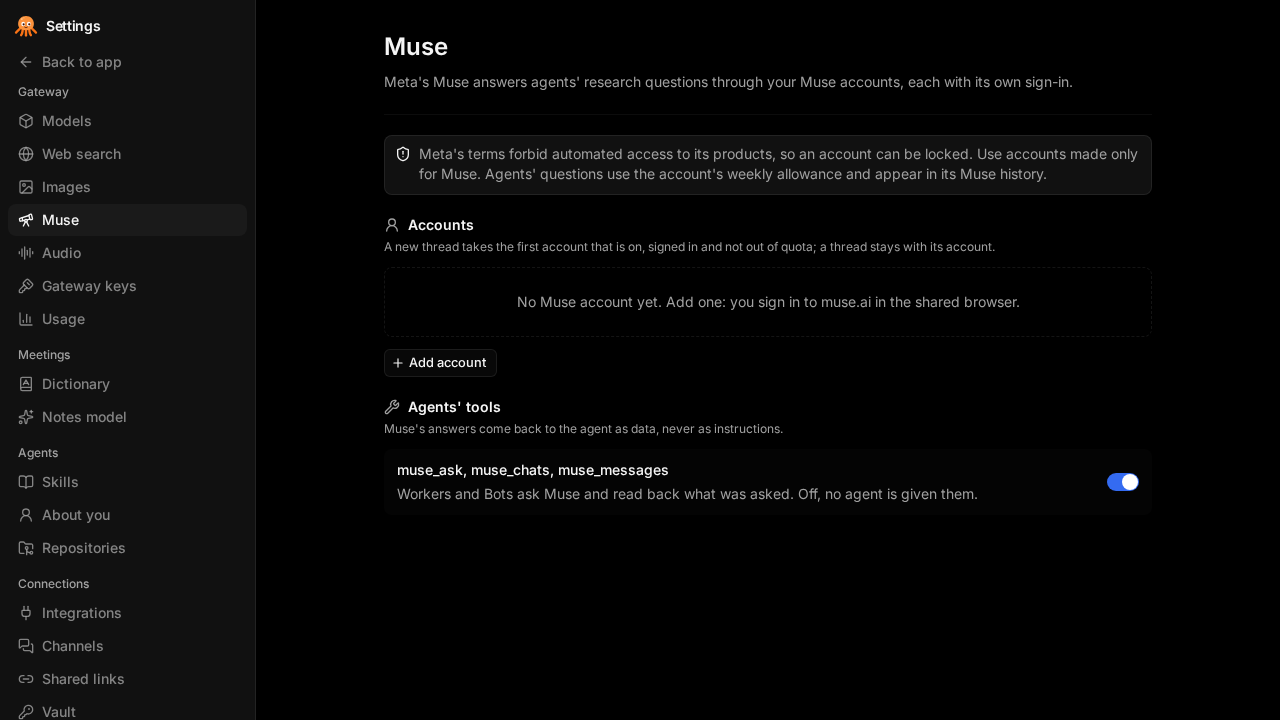 Settings
Back to app
Gateway
Models
Web search
Images
Muse
Audio
Gateway keys
Usage
Meetings
Dictionary
Notes model
Agents
Skills
About you
Repositories
Connections
Integrations
Channels
Shared links
Vault
Muse
Meta's Muse answers agents' research questions through your Muse accounts, each with its own sign-in.
Meta's terms forbid automated access to its products, so an account can be locked. Use accounts made only
for Muse. Agents' questions use the account's weekly allowance and appear in its Muse history.
Accounts
A new thread takes the first account that is on, signed in and not out of quota; a thread stays with its account.
No Muse account yet. Add one: you sign in to muse.ai in the shared browser.
Add account
Agents' tools
Muse's answers come back to the agent as data, never as instructions.
muse_ask, muse_chats, muse_messages
Workers and Bots ask Muse and read back what was asked. Off, no agent is given them.